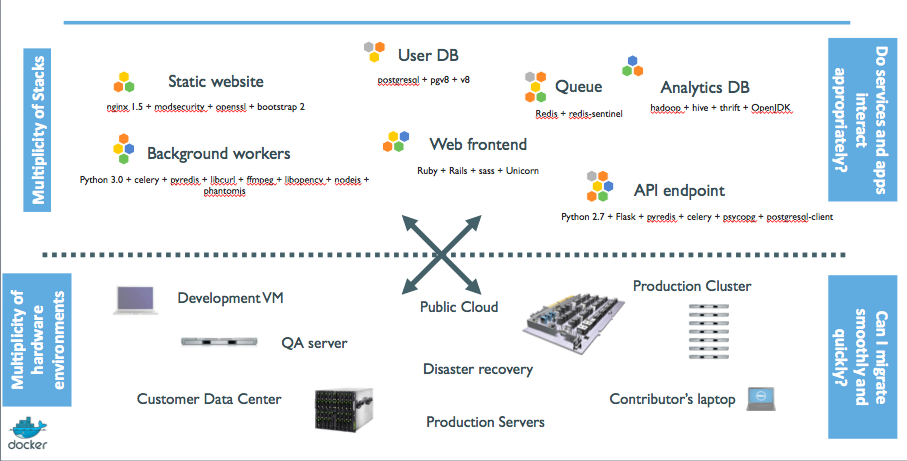 Multiplicity of Stacks
Static website
nginx 1.5 + modsecurity + openssl + bootstrap 2
User DB
postgresql + pgv8 + v8
Queue
Redis + redis-sentinel
Analytics DB
hadoop + hive + thrift + OpenJDK
Background workers
Python 3.0 + celery + pyredis + libcurl + ffmpeg + libopencv + nodejs +
phantomjs
Web frontend
Ruby + Rails + sass + Unicorn
API endpoint
Python 2.7 + Flask + pyredis + celery + psycopg + postgresql-client
Do services and apps
interact
appropriately?
Multiplicity of
hardware
environments
Development VM
QA server
Customer Data Center
Public Cloud
Disaster recovery
Production Servers
Production Cluster
Contributor's laptop
Can I migrate
smoothly and
quickly?
docker